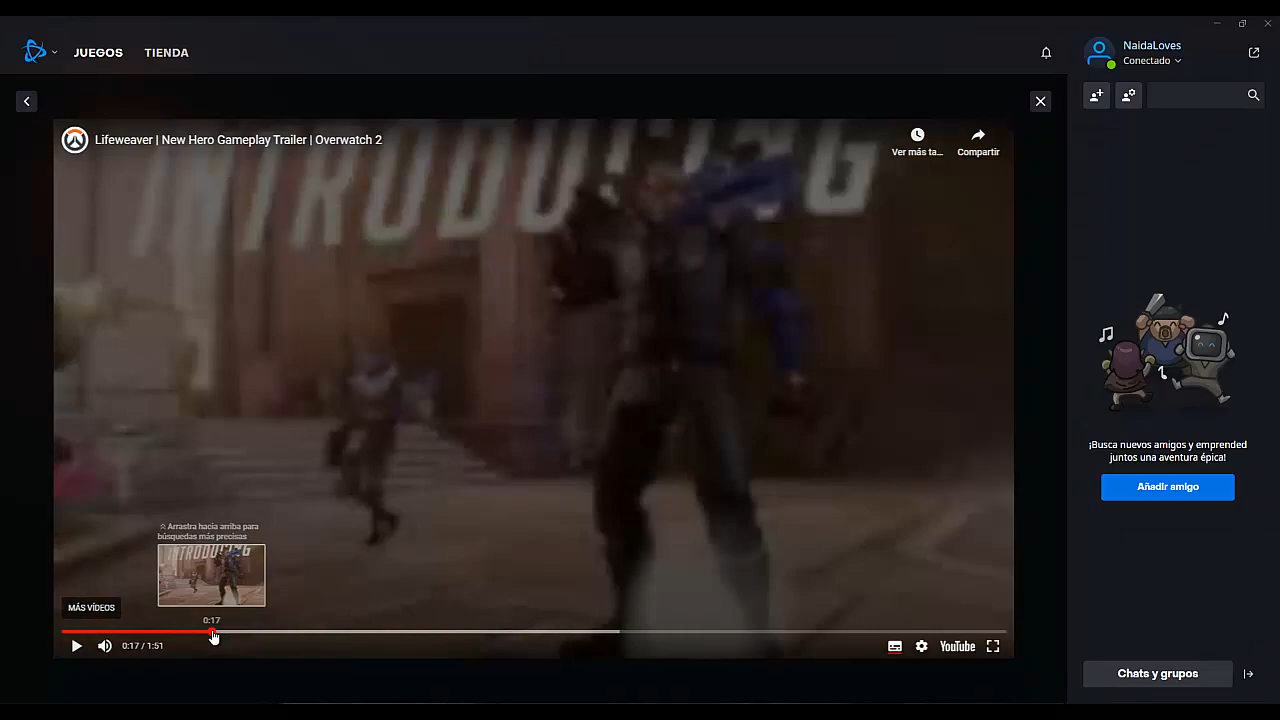 JUEGOS
TIENDA
NaidaLoves
Conectado
Lifeweaver | New Hero Gameplay Trailer | Overwatch 2
Ver más ta...
Compartir
INTRODUCING
¡Busca nuevos amigos y emprended
juntos una aventura épica!
Añadir amigo
Arrastra hacia arriba para
búsquedas más precisas
INTRODUCING
MÁS VÍDEOS
0:17
0:17 / 1:51
YouTube
Chats y grupos